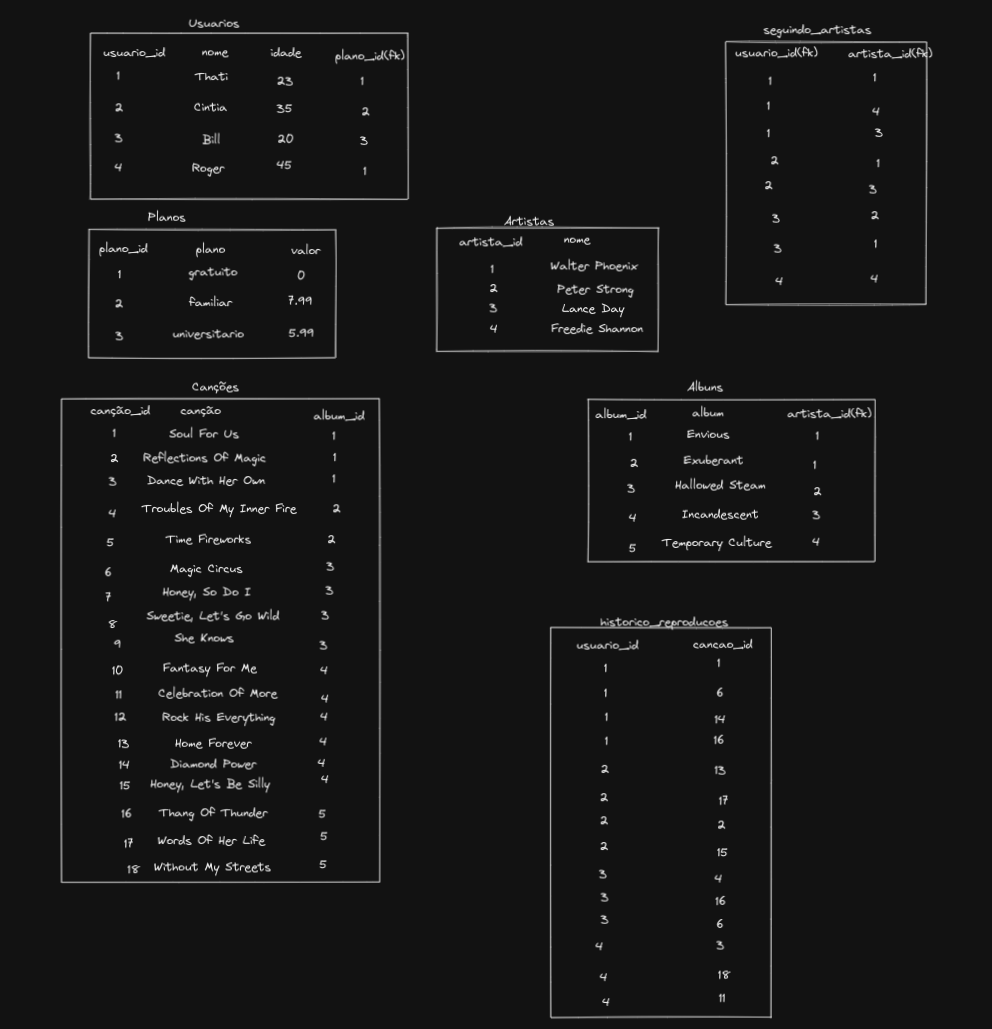 Usuarios
usuario_id nome idade plano_id(fk)
1 Thati 23 1
2 Cintia 35 2
3 Bill 20 3
4 Roger 45 1
seguindo_artistas
usuario_id(fk) artista_id(fk)
1 1
1 4
1 3
2 1
2 3
3 2
3 1
4 4
Planos
plano_id plano valor
1 gratuito 0
2 familiar 7.99
3 universitario 5.99
Artistas
artista_id nome
1 Walter Phoenix
2 Peter Strong
3 Lance Day
4 Freedie Shannon
Canções
canção_id canção album_id
1 Soul For Us 1
2 Reflections Of Magic 1
3 Dance With Her Own 1
4 Troubles Of My Inner Fire 2
5 Time Fireworks 2
6 Magic Circus 3
7 Honey, So Do I 3
8 Sweetie, Let's Go Wild 3
9 She Knows 3
10 Fantasy For Me 4
11 Celebration Of More 4
12 Rock His Everything 4
13 Home Forever 4
14 Diamond Power 4
15 Honey, Let's Be Silly 4
16 Thang Of Thunder 5
17 Words Of Her Life 5
18 Without My Streets 5
Albuns
album_id album artista_id(fk)
1 Envious 1
2 Exuberant 1
3 Hallowed Steam 2
4 Incandescent 3
5 Temporary Culture 4
historico_reproducoes
usuario_id cancao_id
1 1
1 6
1 14
1 16
2 13
2 17
2 2
2 15
3 4
3 16
3 6
4 3
4 18
4 11